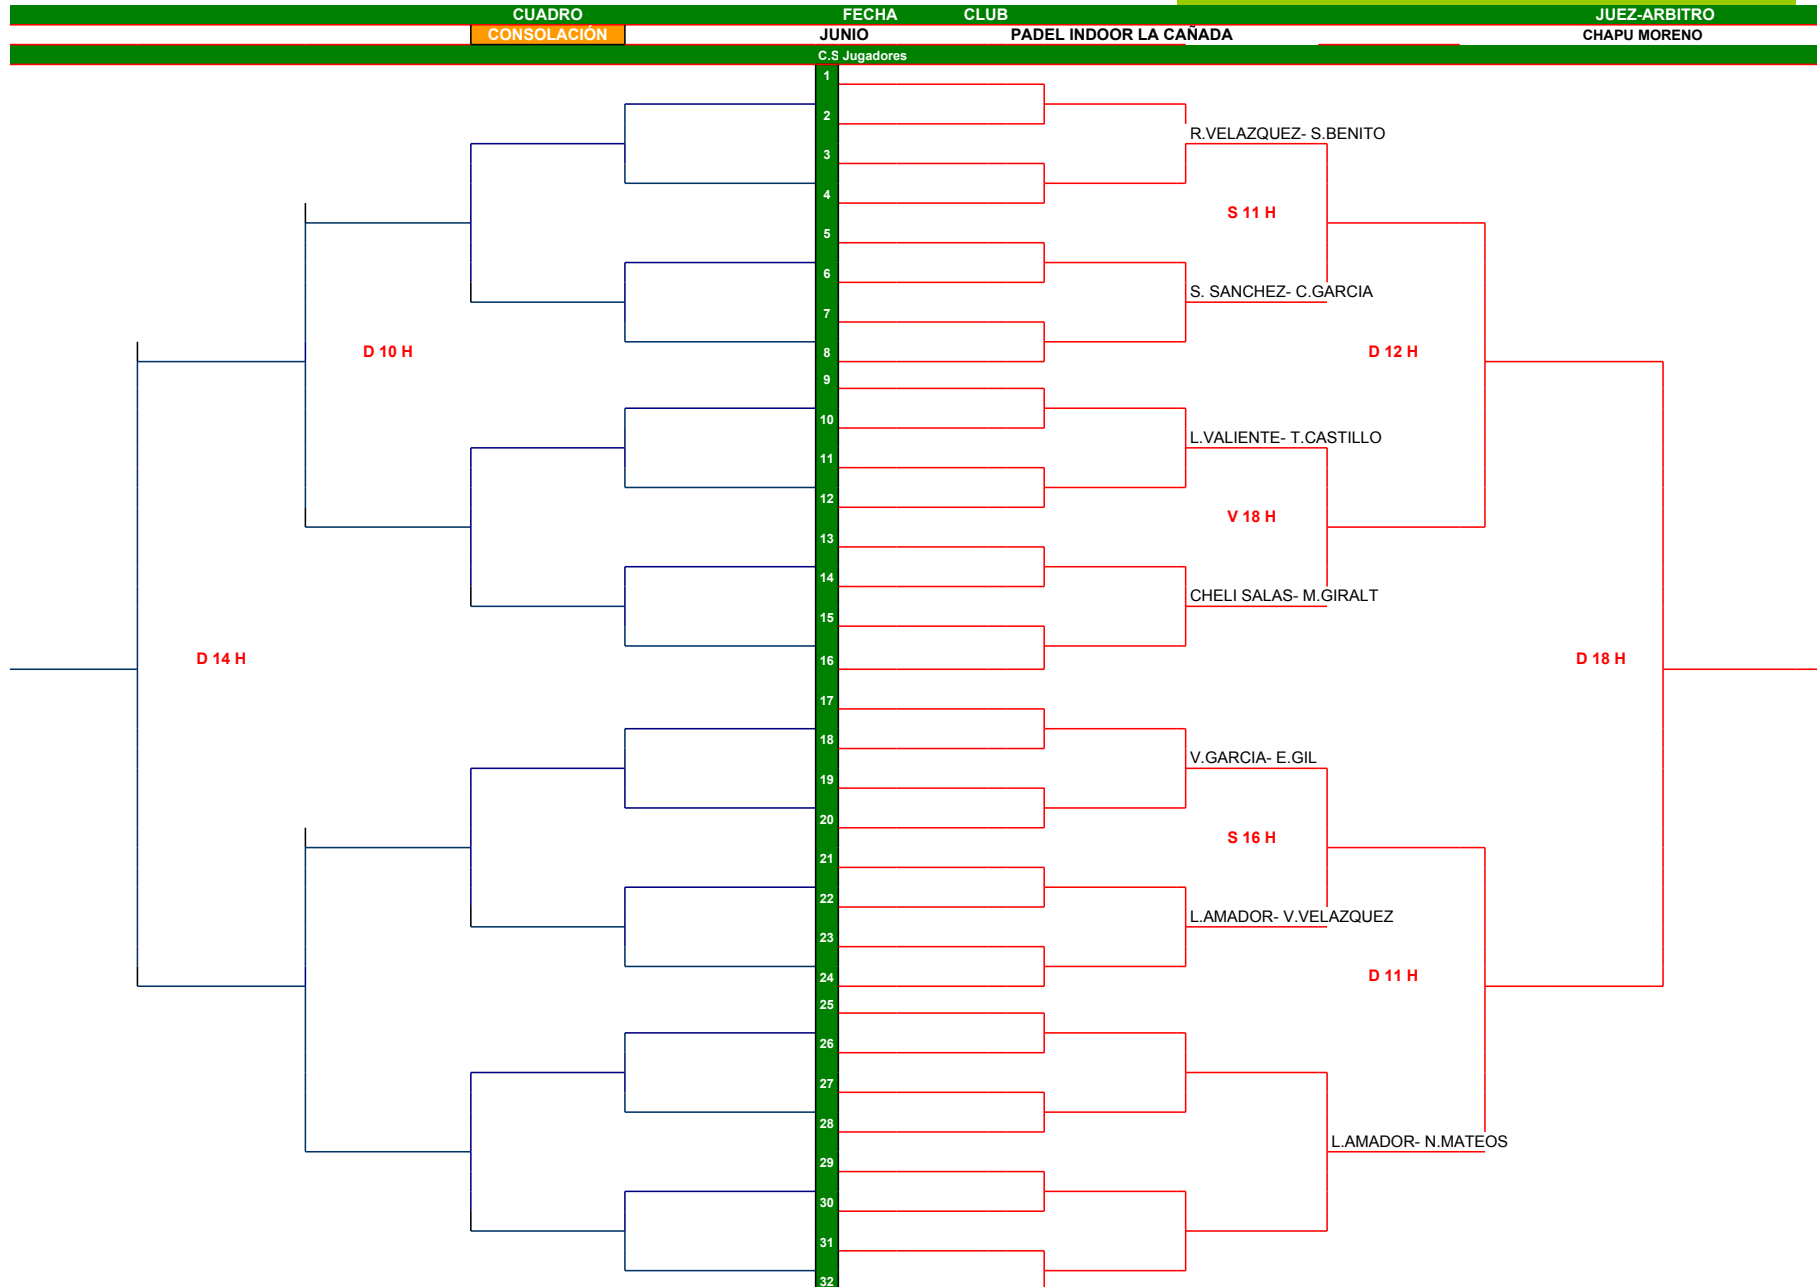 CUADRO FECHA CLUB JUEZ-ARBITRO
CONSOLACIÓN JUNIO PADEL INDOOR LA CAÑADA CHAPU MORENO
C.S Jugadores
1
2
R.VELAZQUEZ- S.BENITO
3
4
S 11 H
5
6
S. SANCHEZ- C.GARCIA
7
D 10 H
8
D 12 H
9
10
L.VALIENTE- T.CASTILLO
11
12
V 18 H
13
14
CHELI SALAS- M.GIRALT
15
D 14 H
16
D 18 H
17
18
V.GARCIA- E.GIL
19
20
S 16 H
21
22
L.AMADOR- V.VELAZQUEZ
23
24
D 11 H
25
26
27
28
L.AMADOR- N.MATEOS
29
30
31
32